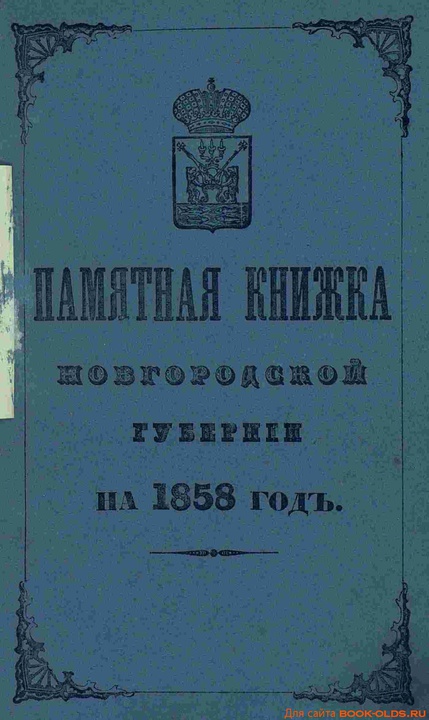 ПАМЯТНАЯ КНИЖКА
НОВГОРОДСКОЙ
ГУБЕРНІИ
НА 1858 ГОДЪ.
Для сайта BOOK-OLDS.RU